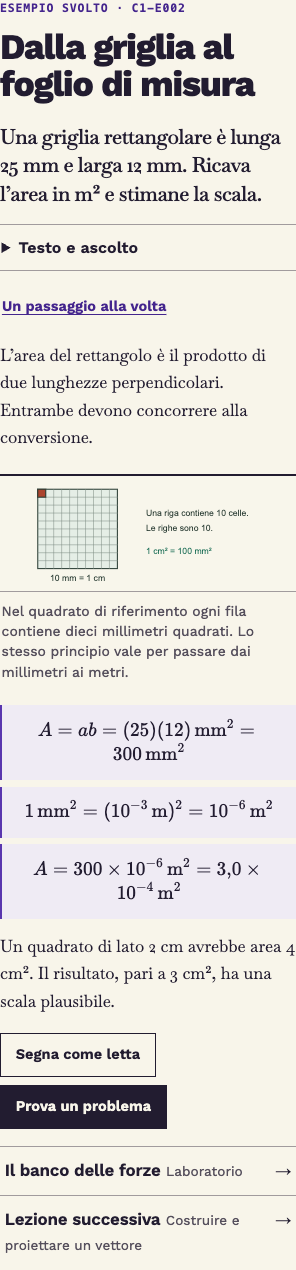 ESEMPIO SVOLTO · C1–E002
Dalla griglia al
foglio di misura
Una griglia rettangolare è lunga
25 mm e larga 12 mm. Ricava
l’area in m² e stimane la scala.
▶ Testo e ascolto
Un passaggio alla volta
L’area del rettangolo è il prodotto di
due lunghezze perpendicolari.
Entrambe devono concorrere alla
conversione.
Una riga contiene 10 celle.
Le righe sono 10.
1 cm² = 100 mm²
10 mm = 1 cm
Nel quadrato di riferimento ogni fila
contiene dieci millimetri quadrati. Lo
stesso principio vale per passare dai
millimetri ai metri.
A = ab = (25)(12) mm² =
300 mm²
1 mm² = (10⁻³ m)² = 10⁻⁶ m²
A = 300 × 10⁻⁶ m² = 3,0 ×
10⁻⁴ m²
Un quadrato di lato 2 cm avrebbe area 4
cm². Il risultato, pari a 3 cm², ha una
scala plausibile.
Segna come letta
Prova un problema
Il banco delle forze Laboratorio →
Lezione successiva Costruire e →
proiettare un vettore